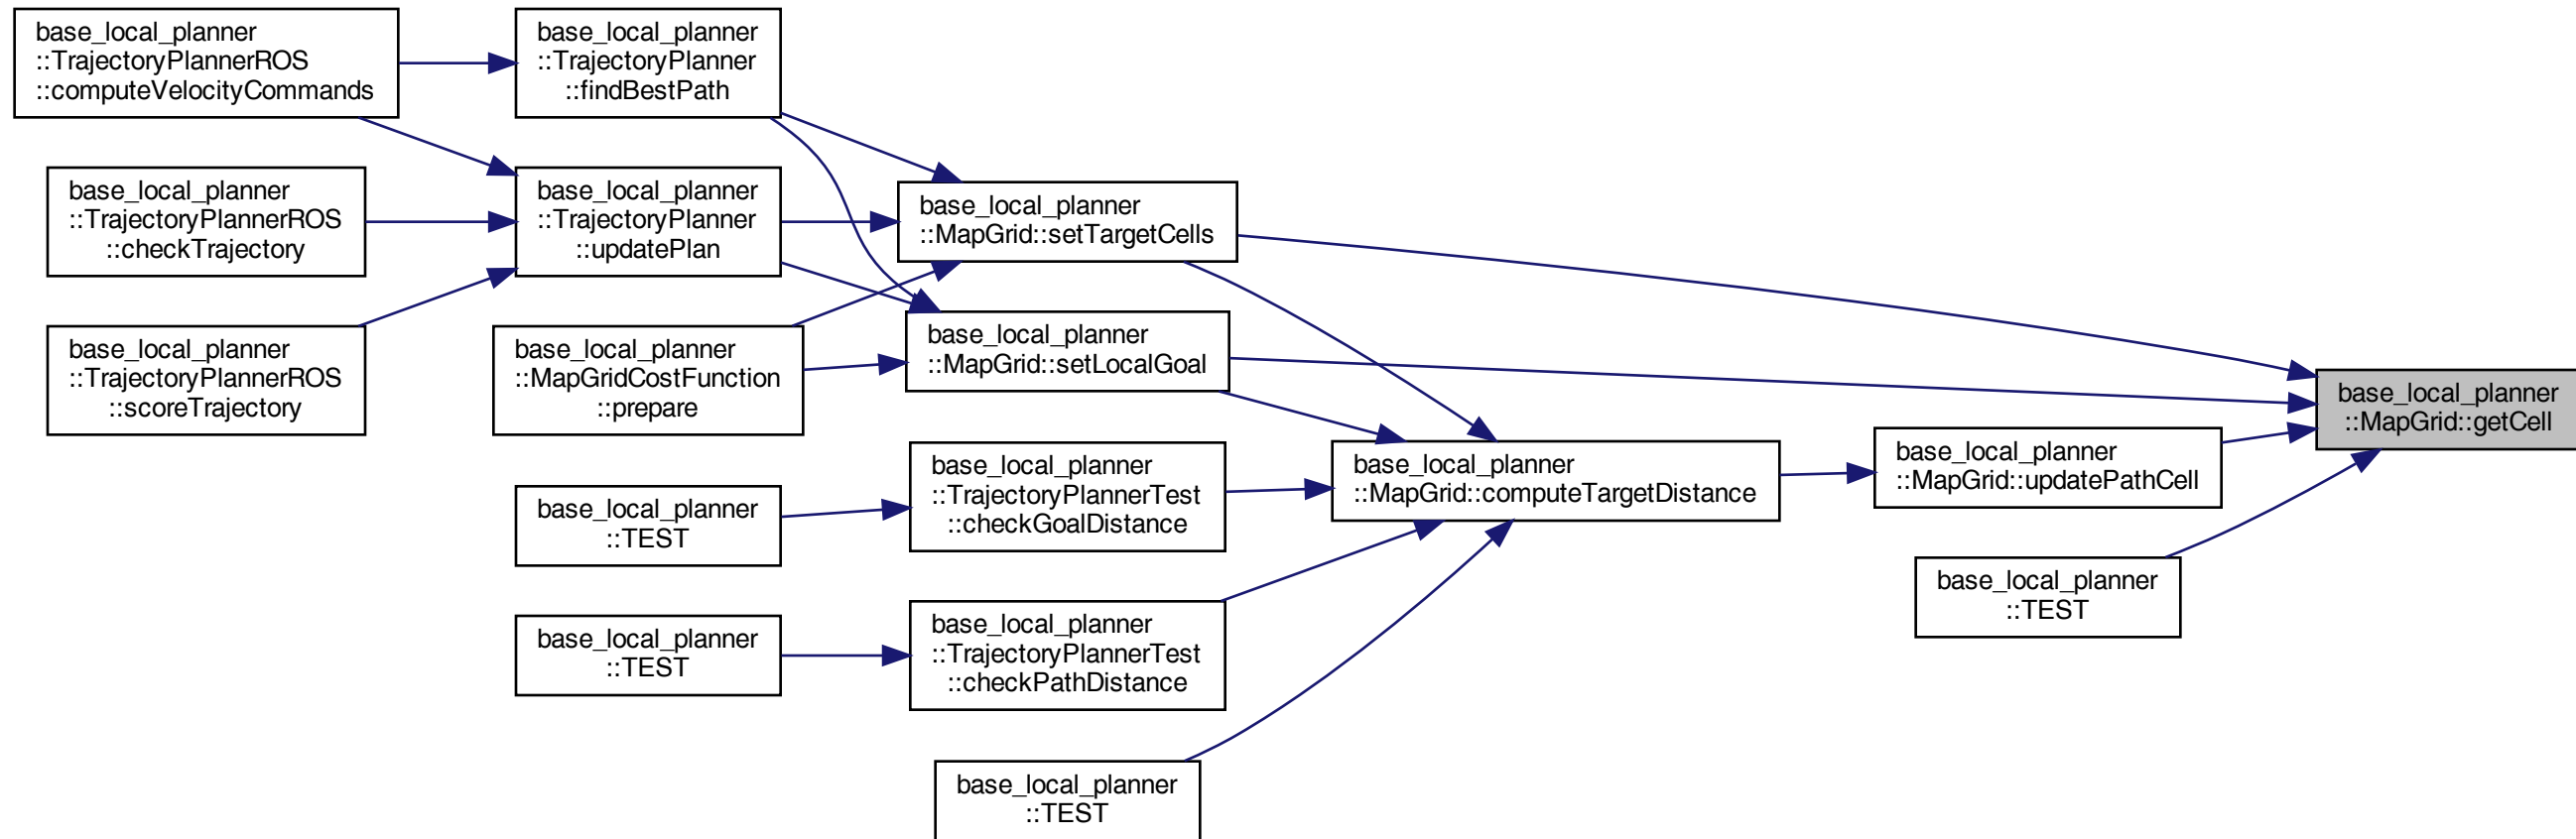 base_local_planner
::TrajectoryPlannerROS
::computeVelocityCommands
base_local_planner
::TrajectoryPlanner
::findBestPath
base_local_planner
::TrajectoryPlannerROS
::checkTrajectory
base_local_planner
::TrajectoryPlanner
::updatePlan
base_local_planner
::MapGrid::setTargetCells
base_local_planner
::TrajectoryPlannerROS
::scoreTrajectory
base_local_planner
::MapGridCostFunction
::prepare
base_local_planner
::MapGrid::setLocalGoal
base_local_planner
::MapGrid::getCell
base_local_planner
::TEST
base_local_planner
::TrajectoryPlannerTest
::checkGoalDistance
base_local_planner
::MapGrid::computeTargetDistance
base_local_planner
::MapGrid::updatePathCell
base_local_planner
::TEST
base_local_planner
::TEST
base_local_planner
::TrajectoryPlannerTest
::checkPathDistance
base_local_planner
::TEST